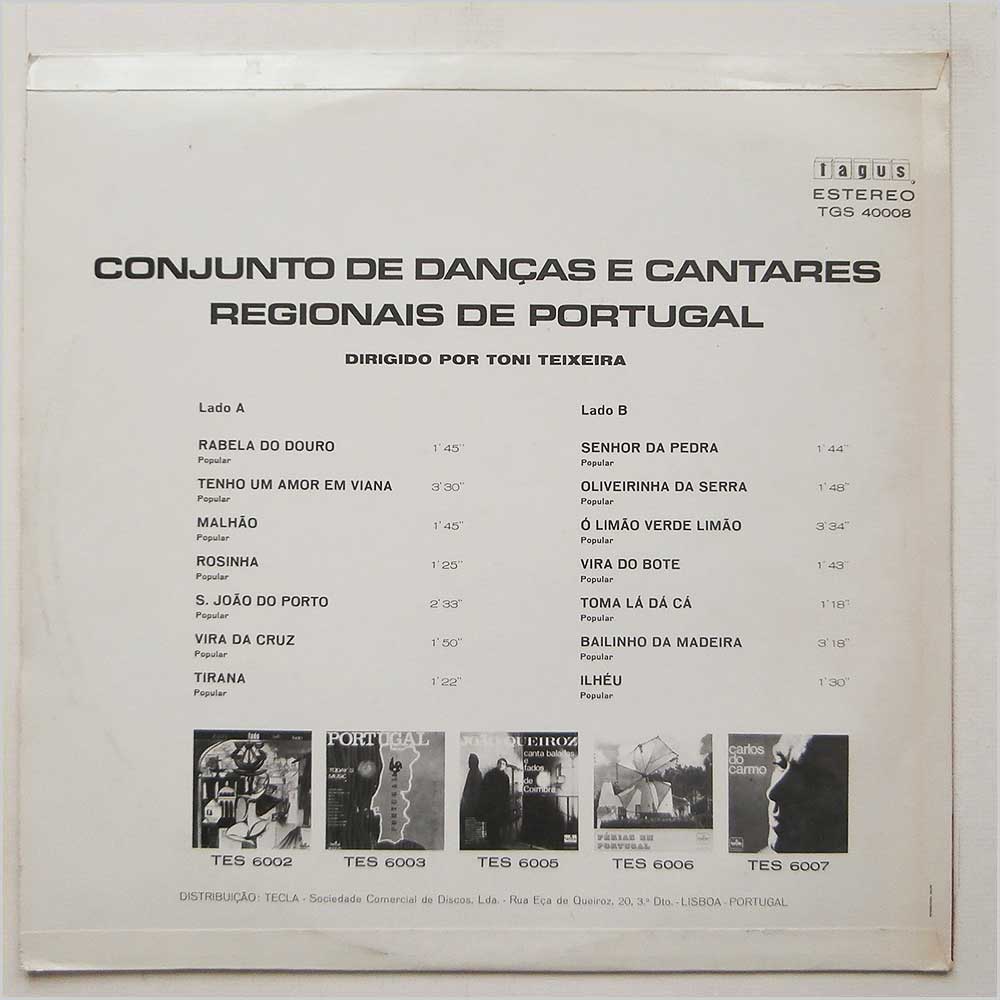 tagus
ESTEREO
TGS 40008
CONJUNTO DE DANÇAS E CANTARES
REGIONAIS DE PORTUGAL
DIRIGIDO POR TONI TEIXEIRA
Lado A
RABELA DO DOURO 1'45"
Popular
TENHO UM AMOR EM VIANA 3'30"
Popular
MALHÃO 1'45"
Popular
ROSINHA 1'25"
Popular
S. JOÃO DO PORTO 2'33"
Popular
VIRA DA CRUZ 1'50"
Popular
TIRANA 1'22"
Popular
Lado B
SENHOR DA PEDRA 1'44"
Popular
OLIVEIRINHA DA SERRA 1'48"
Popular
Ó LIMÃO VERDE LIMÃO 3'34"
Popular
VIRA DO BOTE 1'43"
Popular
TOMA LÁ DÁ CÁ 1'18"
Popular
BAILINHO DA MADEIRA 3'18"
Popular
ILHÉU 1'30"
Popular
fado
PORTUGAL
TODAY'S
MUSIC
PORTUGAL
JOÃO QUEIROZ
canta baladas
e
fados
de
Coimbra
FÉRIAS EM
PORTUGAL
carlos
do
carmo
TES 6002
TES 6003
TES 6005
TES 6006
TES 6007
DISTRIBUIÇÃO: TECLA - Sociedade Comercial de Discos, Lda. - Rua Eça de Queiroz, 20, 3.º Dto. - LISBOA - PORTUGAL